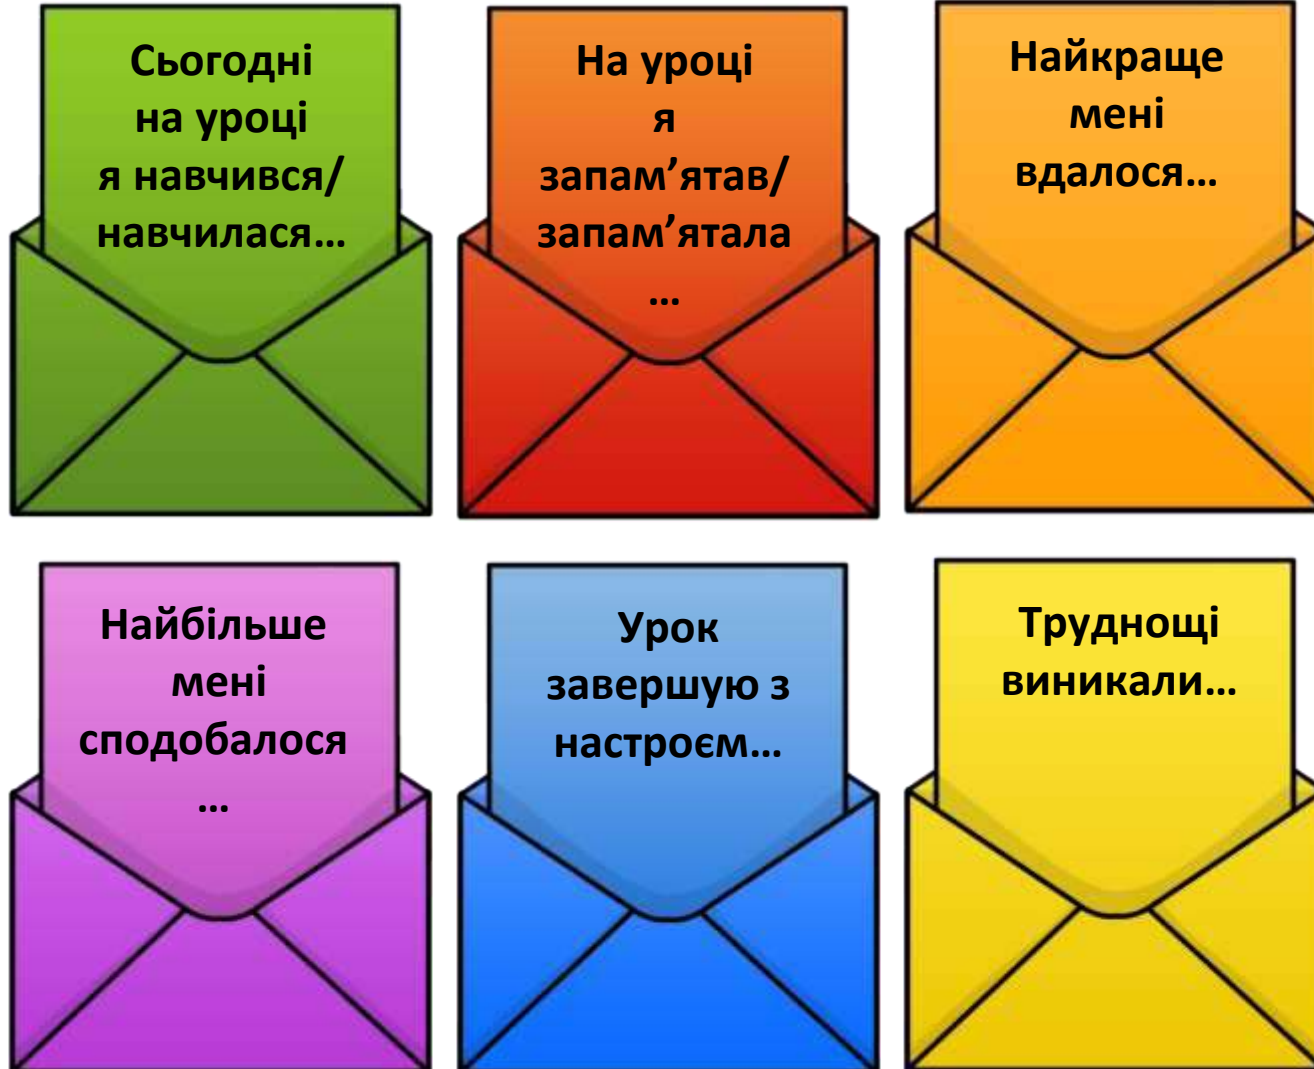 Сьогодні
на уроці
я навчився/
навчилася...
На уроці
я
запам’ятав/
запам’ятала
...
Найкраще
мені
вдалося...
Найбільше
мені
сподобалося
...
Урок
завершую з
настроєм...
Труднощі
виникали...